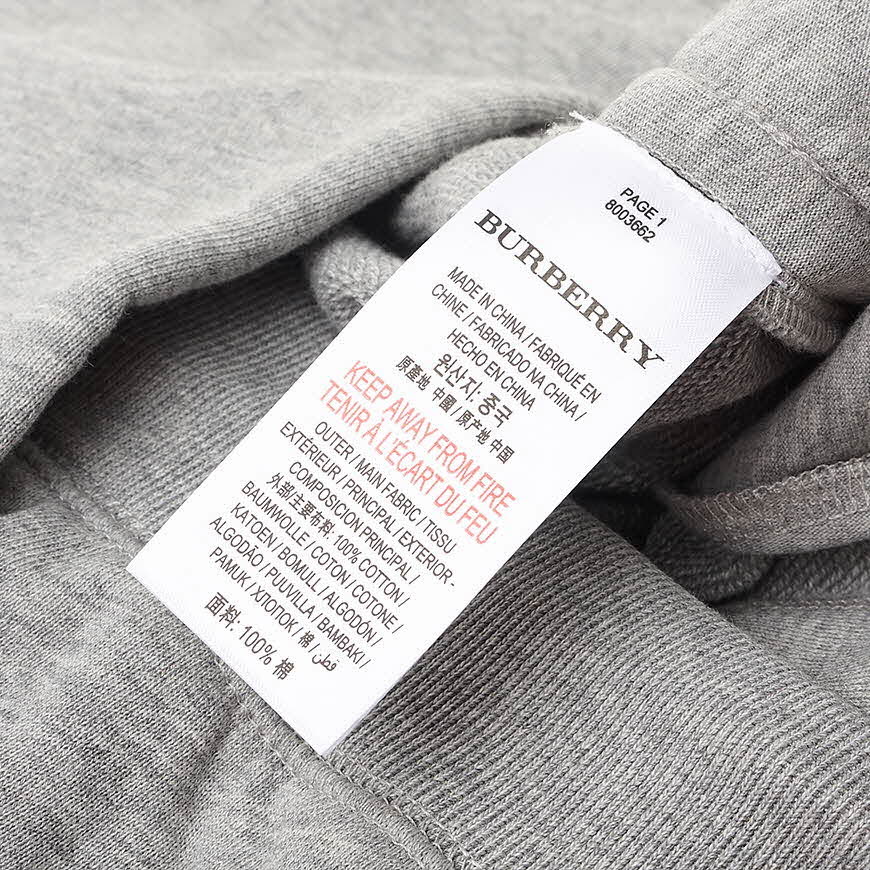 PAGE 1
8003662
BURBERRY
MADE IN CHINA / FABRIQUÉ EN
CHINE / FABRICADO NA CHINA /
HECHO EN CHINA
원산지: 중국
原產地 中國 / 原产地 中国
KEEP AWAY FROM FIRE
TENIR À L'ÉCART DU FEU
OUTER / MAIN FABRIC / TISSU
EXTÉRIEUR / PRINCIPAL / EXTERIOR-
COMPOSICION PRINCIPAL /
外部/主要布料: 100% COTTON/
BAUMWOLLE / COTON / COTONE /
KATOEN / BOMULL / ALGODÓN /
ALGODÃO / PUUVILLA / BAMBAKI /
PAMUK / ХЛОПОК / 棉 / قطن /
面料: 100% 棉